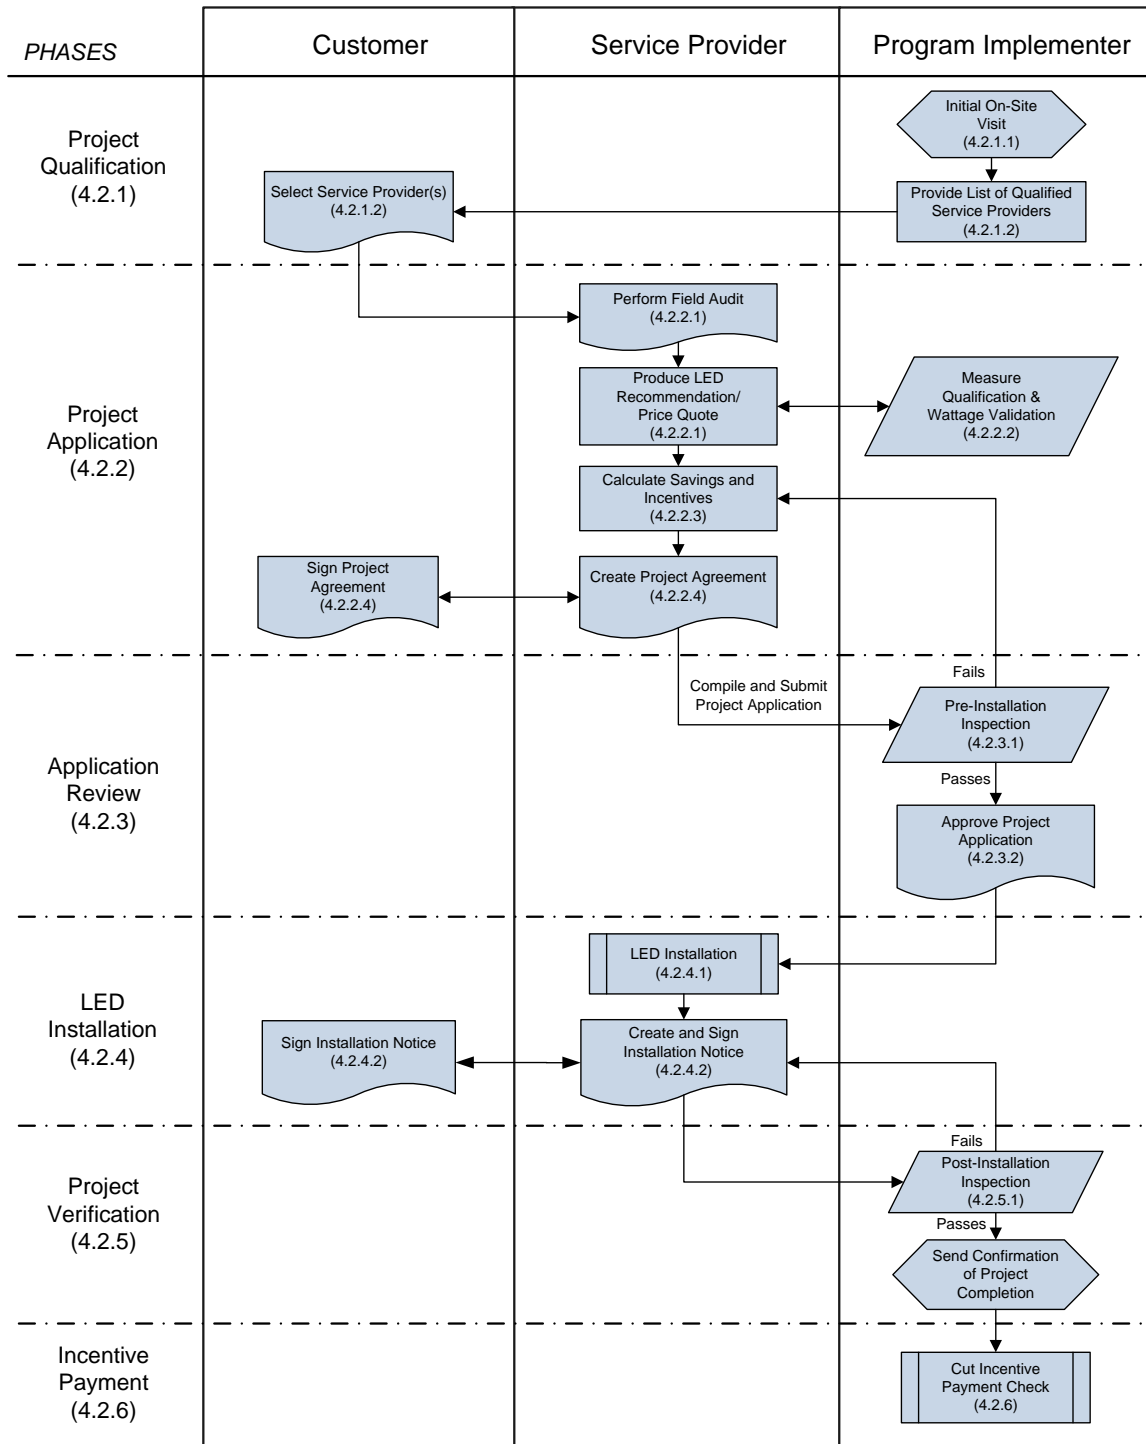 PHASES
Customer
Service Provider
Program Implementer
Project
Qualification
(4.2.1)
Initial On-Site
Visit
(4.2.1.1)
Select Service Provider(s)
(4.2.1.2)
Provide List of Qualified
Service Providers
(4.2.1.2)
Project
Application
(4.2.2)
Perform Field Audit
(4.2.2.1)
Produce LED
Recommendation/
Price Quote
(4.2.2.1)
Measure
Qualification &
Wattage Validation
(4.2.2.2)
Calculate Savings and
Incentives
(4.2.2.3)
Sign Project
Agreement
(4.2.2.4)
Create Project Agreement
(4.2.2.4)
Application
Review
(4.2.3)
Compile and Submit
Project Application
Fails
Pre-Installation
Inspection
(4.2.3.1)
Passes
Approve Project
Application
(4.2.3.2)
LED
Installation
(4.2.4)
LED Installation
(4.2.4.1)
Sign Installation Notice
(4.2.4.2)
Create and Sign
Installation Notice
(4.2.4.2)
Project
Verification
(4.2.5)
Fails
Post-Installation
Inspection
(4.2.5.1)
Passes
Send Confirmation
of Project
Completion
Incentive
Payment
(4.2.6)
Cut Incentive
Payment Check
(4.2.6)